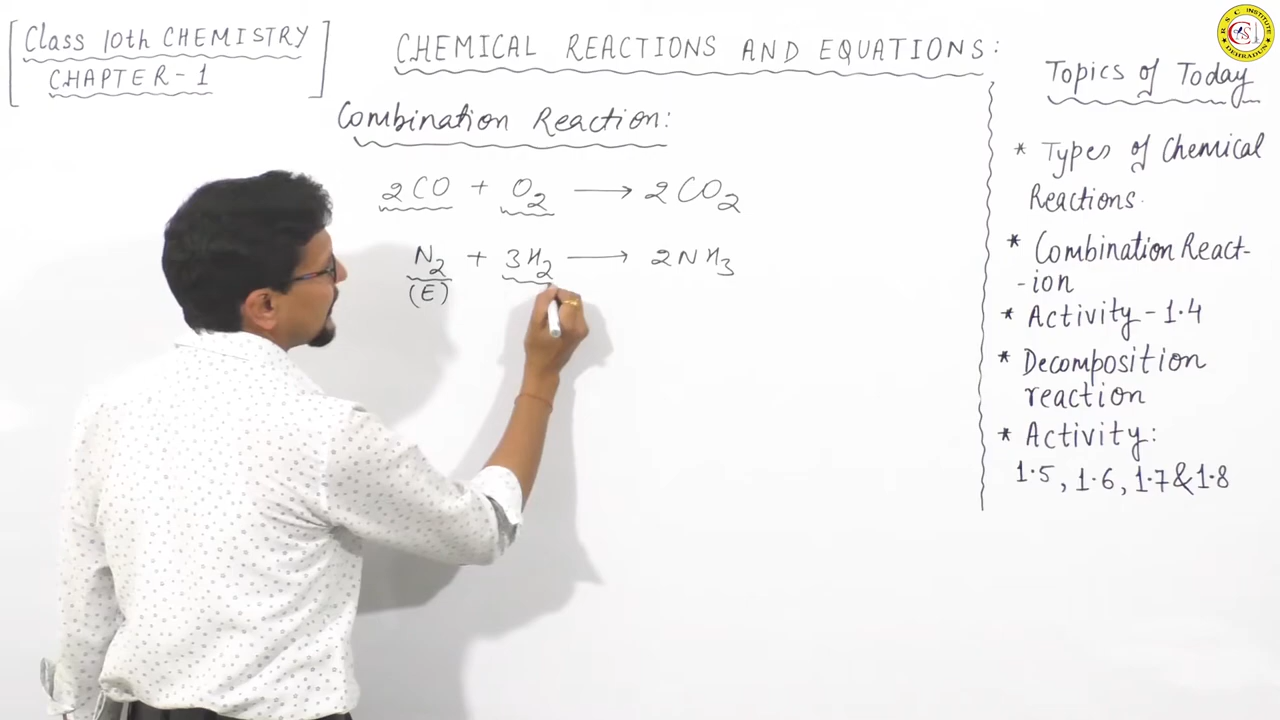 Class 10th CHEMISTRY
CHAPTER-1
CHEMICAL REACTIONS AND EQUATIONS:
Combination Reaction:
2CO + O₂ → 2CO₂
N₂ + 3H₂ → 2NH₃
(E)
Topics of Today
* Types of Chemical
Reactions.
* Combination React-
-ion
* Activity-1.4
* Decomposition
reaction
* Activity:
1.5, 1.6, 1.7 & 1.8
R S C INSTITUTE
DEHRADUN